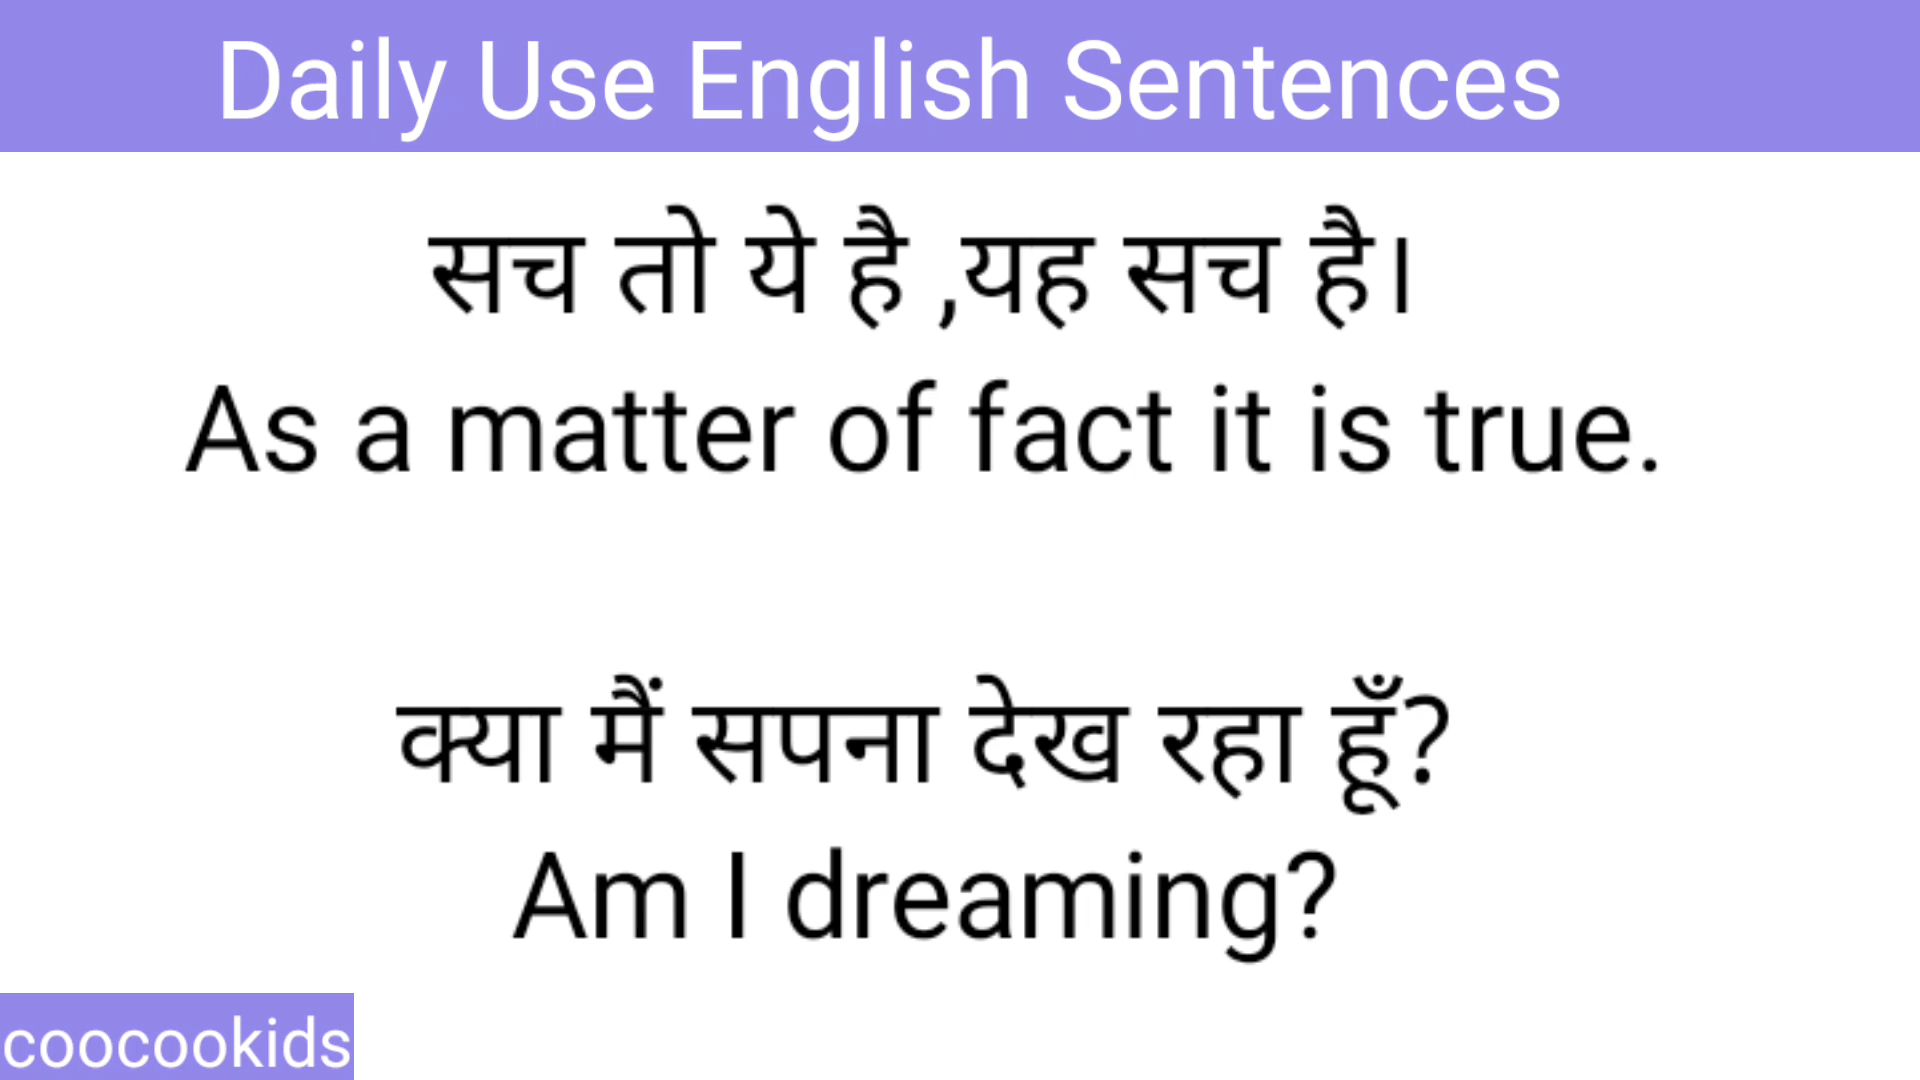 Daily Use English Sentences
सच तो ये है ,यह सच है।
As a matter of fact it is true.
क्या मैं सपना देख रहा हूँ?
Am I dreaming?
coocookids